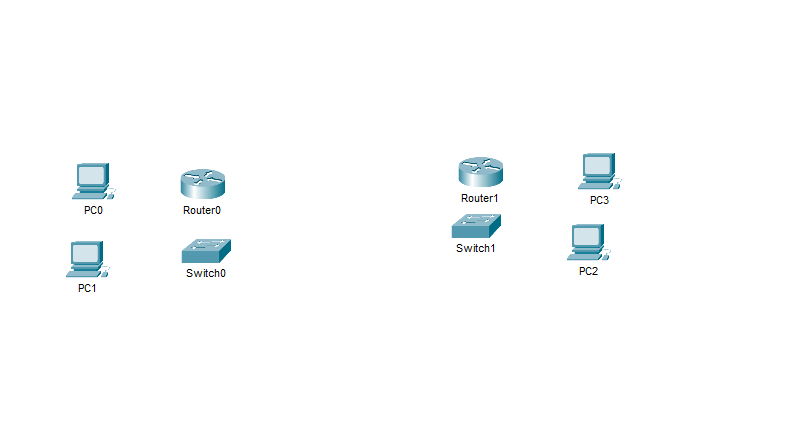 PC0
Router0
PC1
Switch0
Router1
PC3
Switch1
PC2